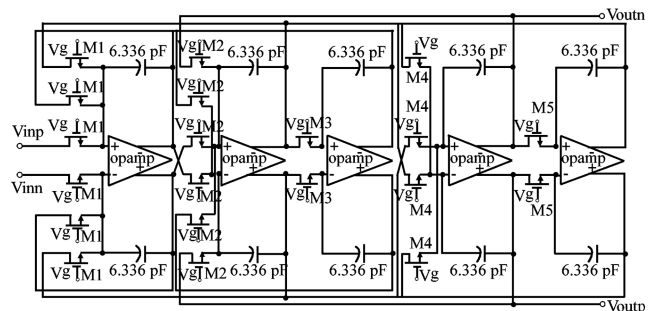 Voutn
Vg M1 Vg M2 Vg
6.336 pF 6.336 pF 6.336 pF 6.336 pF 6.336 pF
M4
Vg M1 Vg M2 M4
Vinp Vg M1 Vg M2 Vg M3 Vg M5 Vg
+ opamp - + opamp - + opamp - + opamp - + opamp -
- + - + - + - + - +
Vinn
Vg M1 Vg M2 Vg M3 Vg M4 Vg M5
Vg M1 Vg M2 M4
6.336 pF 6.336 pF 6.336 pF 6.336 pF 6.336 pF
Vg M1 Vg M2 Vg
Voutp